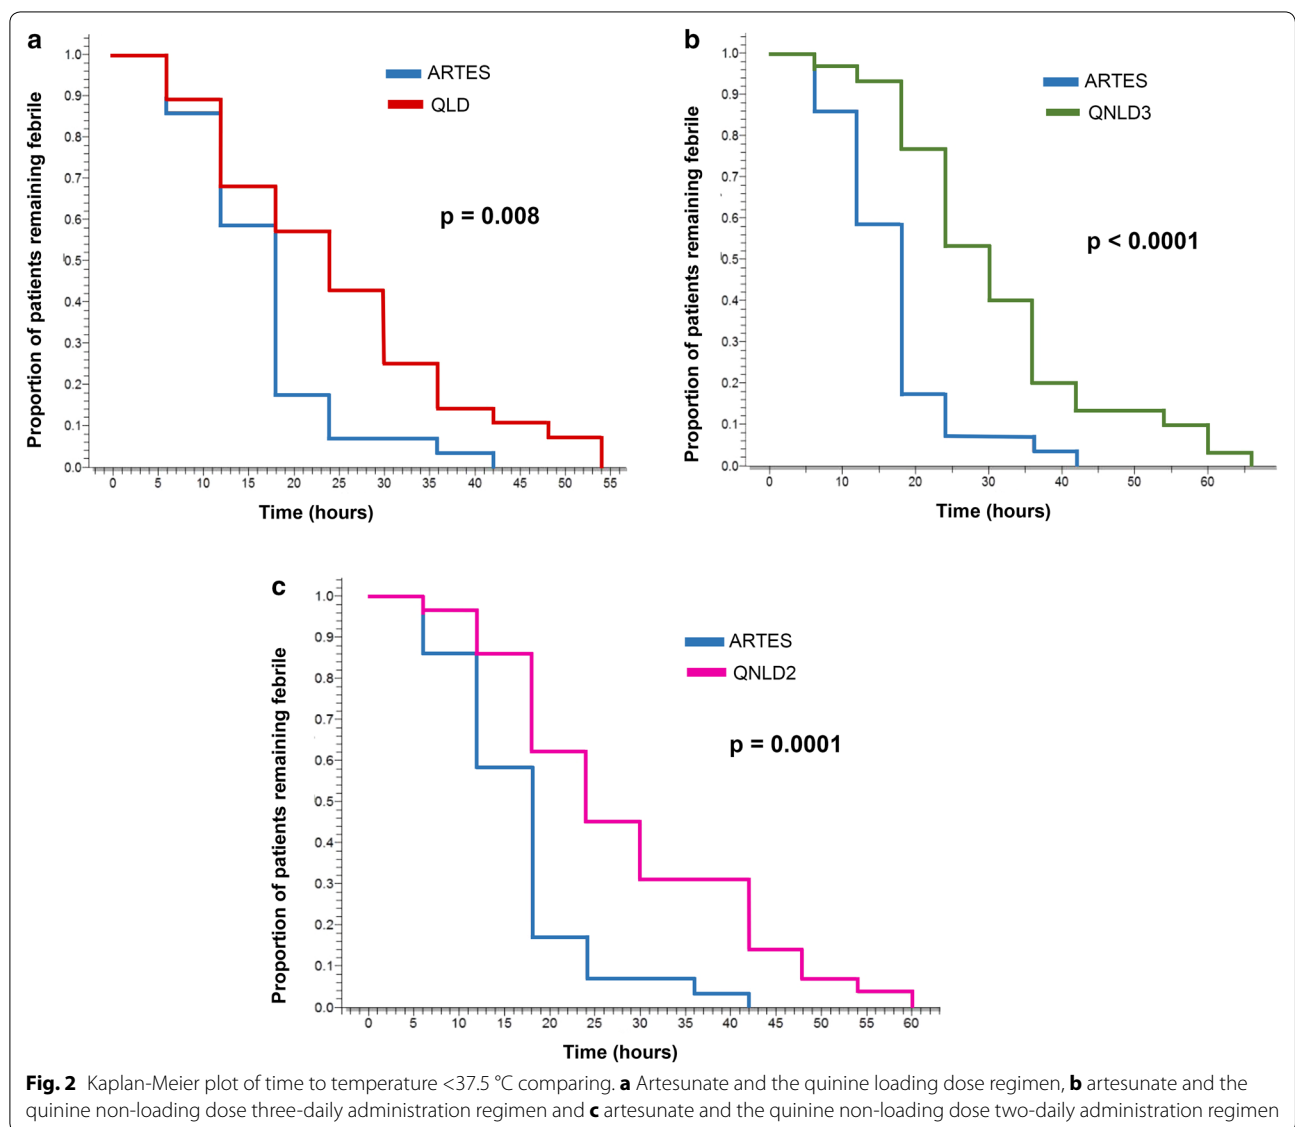 a
Proportion of patients remaining febrile
1.0
0.9
0.8
0.7
0.6
0.5
0.4
0.3
0.2
0.1
0.0
0 5 10 15 20 25 30 35 40 45 50 55
Time (hours)
ARTES
QLD
p = 0.008
b
Proportion of patients remaining febrile
1.0
0.9
0.8
0.7
0.6
0.5
0.4
0.3
0.2
0.1
0.0
0 10 20 30 40 50 60
Time (hours)
ARTES
QNLD3
p < 0.0001
c
Proportion of patients remaining febrile
1.0
0.9
0.8
0.7
0.6
0.5
0.4
0.3
0.2
0.1
0.0
0 5 10 15 20 25 30 35 40 45 50 55 60
Time (hours)
ARTES
QNLD2
p = 0.0001
Fig. 2 Kaplan-Meier plot of time to temperature <37.5 °C comparing. a Artesunate and the quinine loading dose regimen, b artesunate and the
quinine non-loading dose three-daily administration regimen and c artesunate and the quinine non-loading dose two-daily administration regimen